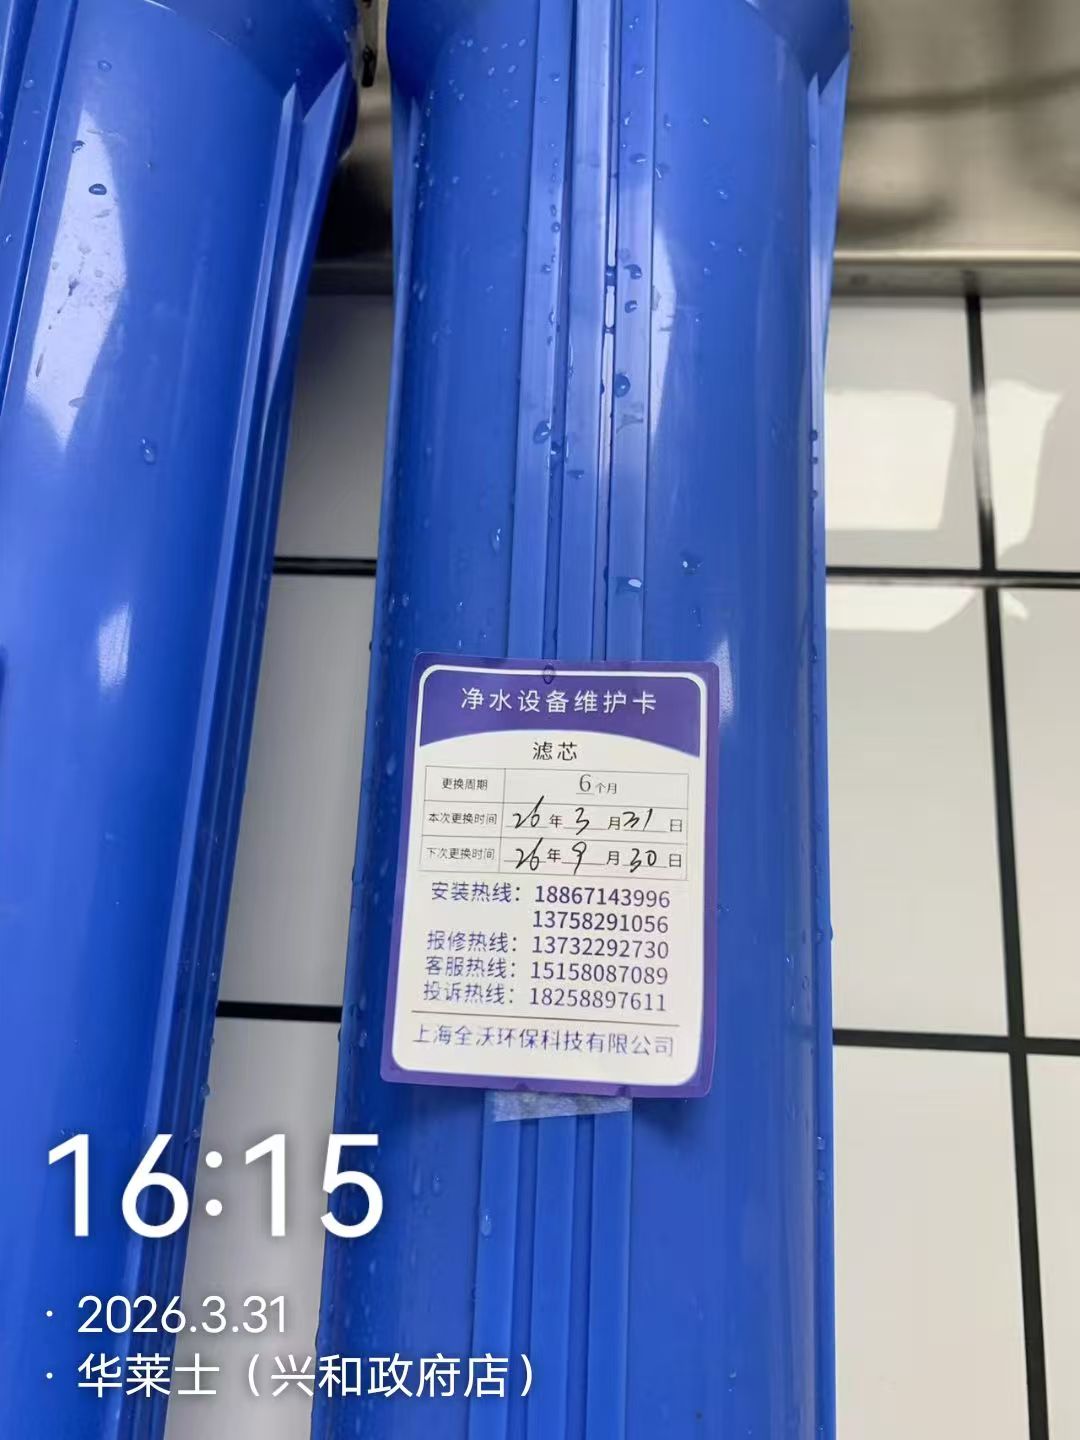 净水设备维护卡
滤芯
更换周期 6个月
本次更换时间 26年3月31日
下次更换时间 26年9月30日
安装热线：18867143996
13758291056
报修热线：13732292730
客服热线：15158087089
投诉热线：18258897611
上海全沃环保科技有限公司
16:15
· 2026.3.31
· 华莱士（兴和政府店）